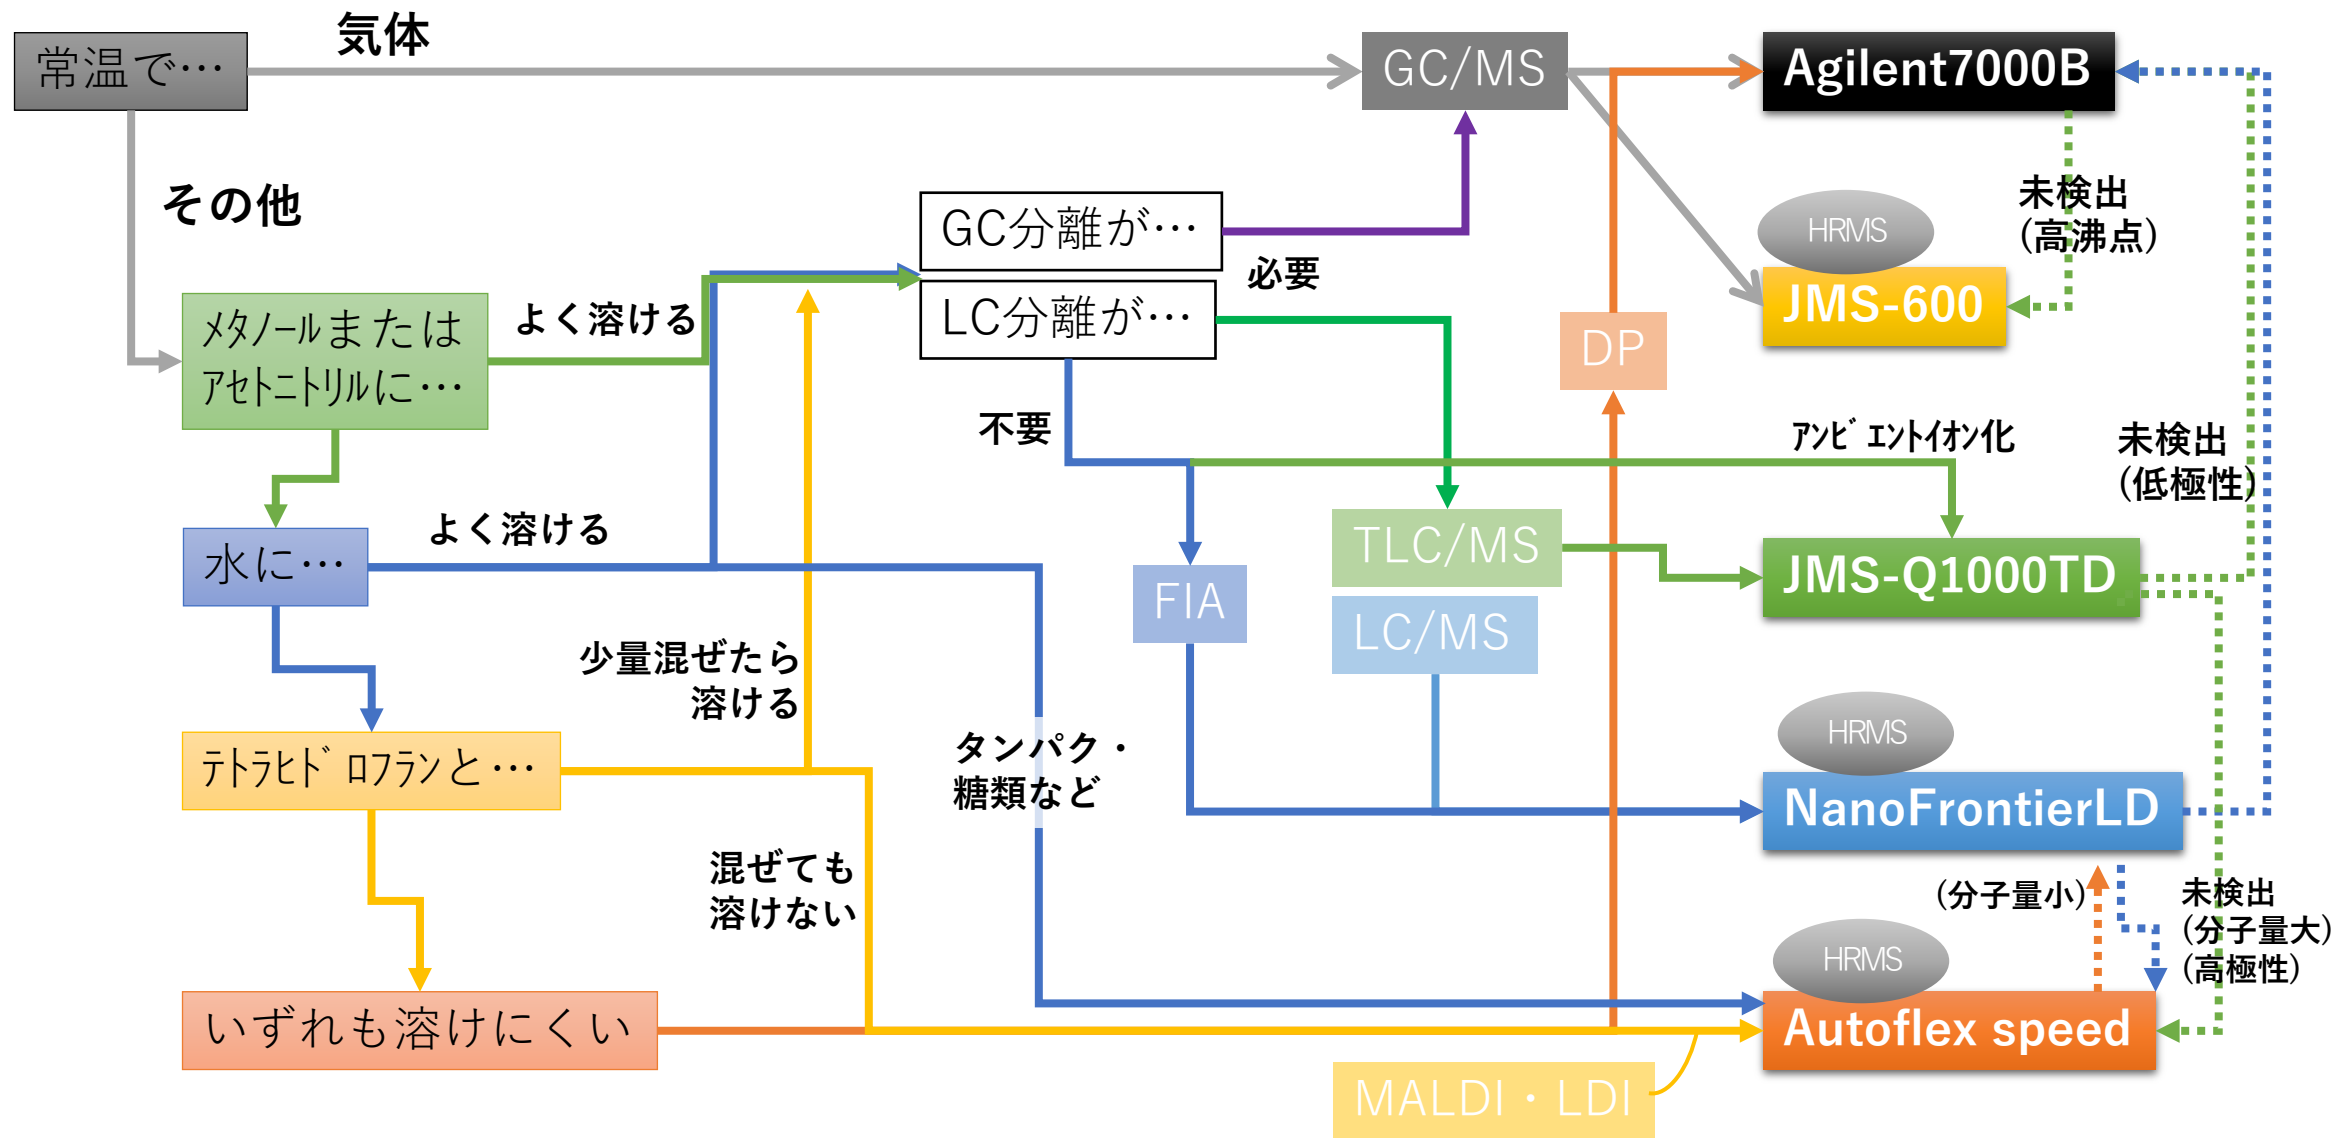 常温で…
気体
GC/MS
Agilent7000B
その他
GC分離が…
必要
HRMS
JMS-600
未検出
(高沸点)
ﾒﾀﾉｰﾙまたは
ｱｾﾄﾆﾄﾘﾙに…
よく溶ける
LC分離が…
DP
不要
ｱﾝﾋﾞｴﾝﾄｲｵﾝ化
未検出
(低極性)
水に…
よく溶ける
FIA
TLC/MS
LC/MS
JMS-Q1000TD
少量混ぜたら
溶ける
ﾃﾄﾗﾋﾄﾞﾛﾌﾗﾝと…
タンパク・
糖類など
HRMS
NanoFrontierLD
混ぜても
溶けない
(分子量小)
未検出
(分子量大)
(高極性)
HRMS
いずれも溶けにくい
Autoflex speed
MALDI・LDI